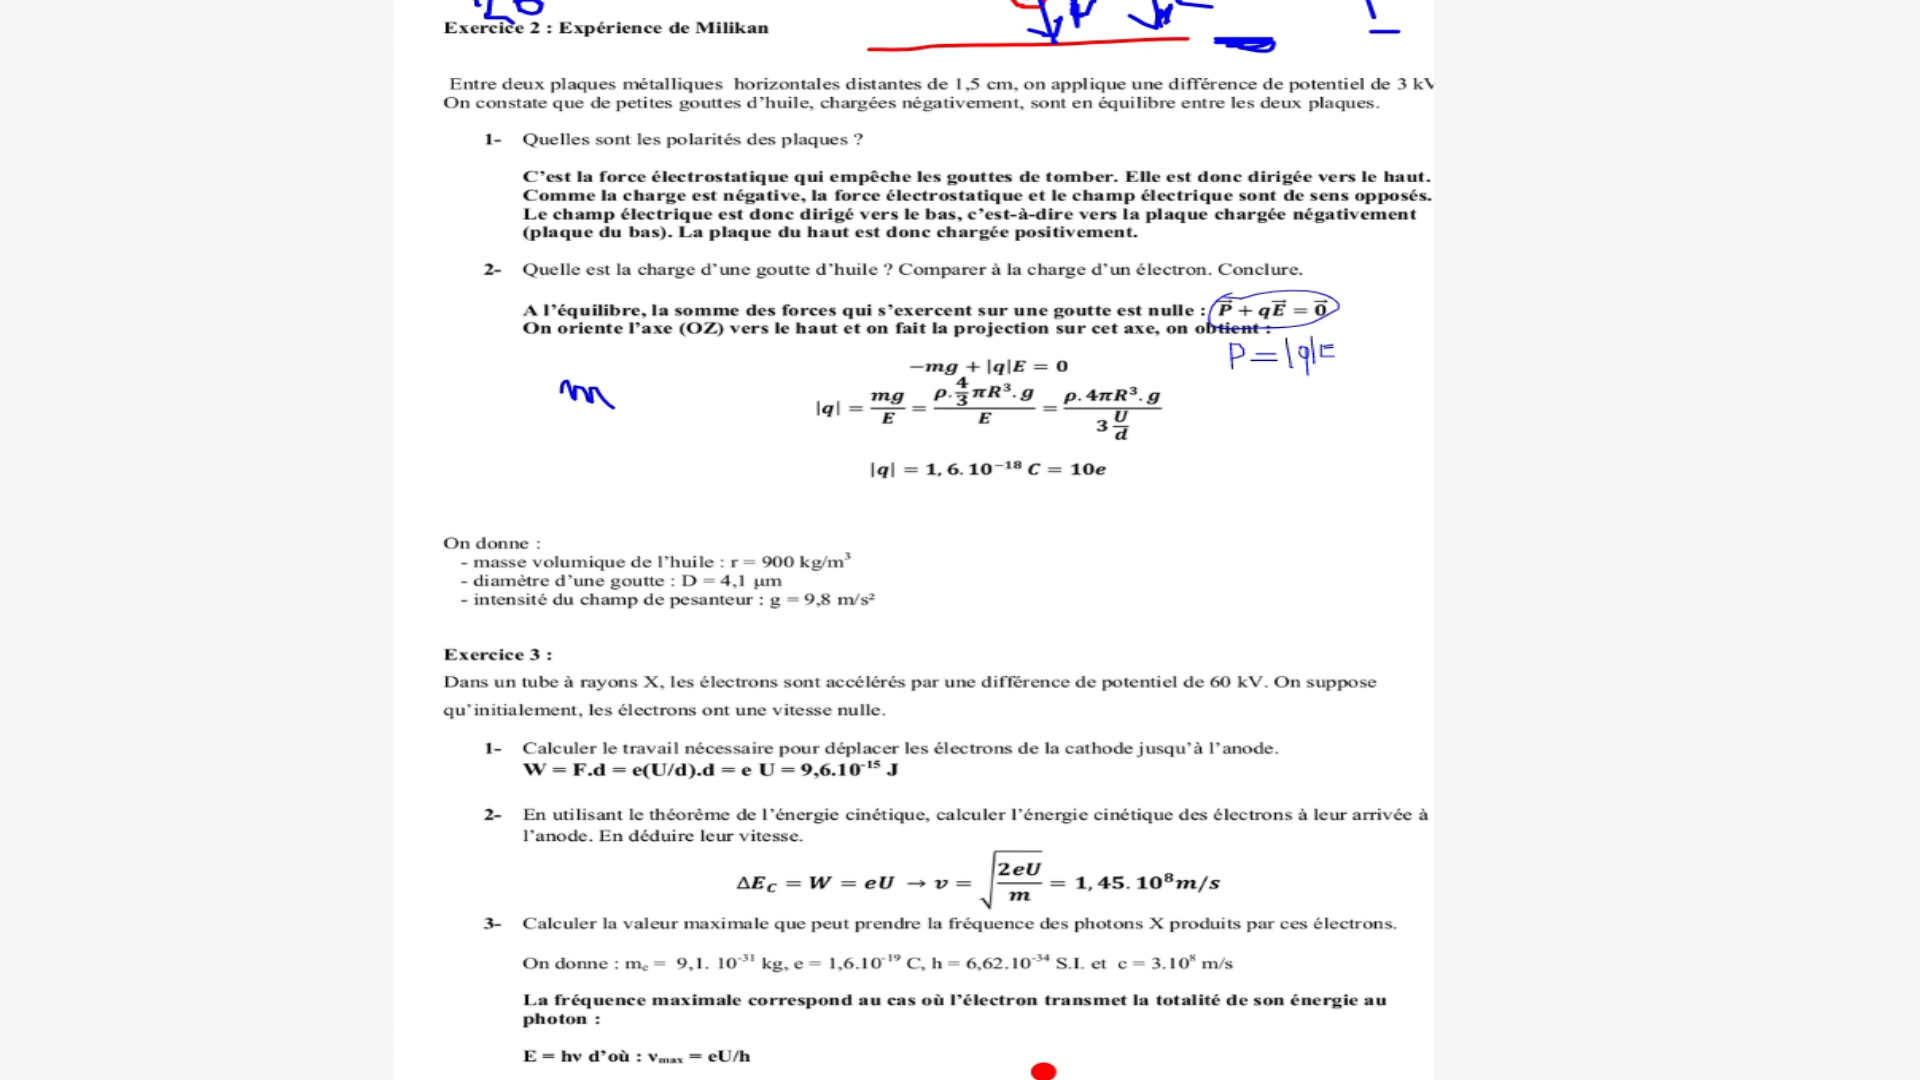 Exercice 2 : Expérience de Milikan
Entre deux plaques métalliques horizontales distantes de 1,5 cm, on applique une différence de potentiel de 3 kV
On constate que de petites gouttes d'huile, chargées négativement, sont en équilibre entre les deux plaques.
1- Quelles sont les polarités des plaques ?
C'est la force électrostatique qui empêche les gouttes de tomber. Elle est donc dirigée vers le haut.
Comme la charge est négative, la force électrostatique et le champ électrique sont de sens opposés.
Le champ électrique est donc dirigé vers le bas, c'est-à-dire vers la plaque chargée négativement
(plaque du bas). La plaque du haut est donc chargée positivement.
2- Quelle est la charge d'une goutte d'huile ? Comparer à la charge d'un électron. Conclure.
A l'équilibre, la somme des forces qui s'exercent sur une goutte est nulle : P⃗ + qE⃗ = 0⃗
On oriente l'axe (OZ) vers le haut et on fait la projection sur cet axe, on obtient :
P = |q|E
−mg + |q|E = 0
m
|q| = mg/E = ρ.4/3 πR³.g / E = ρ.4πR³.g / 3 U/d
|q| = 1,6.10⁻¹⁸ C = 10e
On donne :
- masse volumique de l'huile : r = 900 kg/m³
- diamètre d'une goutte : D = 4,1 µm
- intensité du champ de pesanteur : g = 9,8 m/s²
Exercice 3 :
Dans un tube à rayons X, les électrons sont accélérés par une différence de potentiel de 60 kV. On suppose
qu'initialement, les électrons ont une vitesse nulle.
1- Calculer le travail nécessaire pour déplacer les électrons de la cathode jusqu'à l'anode.
W = F.d = e(U/d).d = e U = 9,6.10⁻¹⁵ J
2- En utilisant le théorème de l'énergie cinétique, calculer l'énergie cinétique des électrons à leur arrivée à
l'anode. En déduire leur vitesse.
ΔE_C = W = eU → v = √(2eU/m) = 1,45.10⁸m/s
3- Calculer la valeur maximale que peut prendre la fréquence des photons X produits par ces électrons.
On donne : mₑ = 9,1. 10⁻³¹ kg, e = 1,6.10⁻¹⁹ C, h = 6,62.10⁻³⁴ S.I. et c = 3.10⁸ m/s
La fréquence maximale correspond au cas où l'électron transmet la totalité de son énergie au
photon :
E = hν d'où : νmax = eU/h